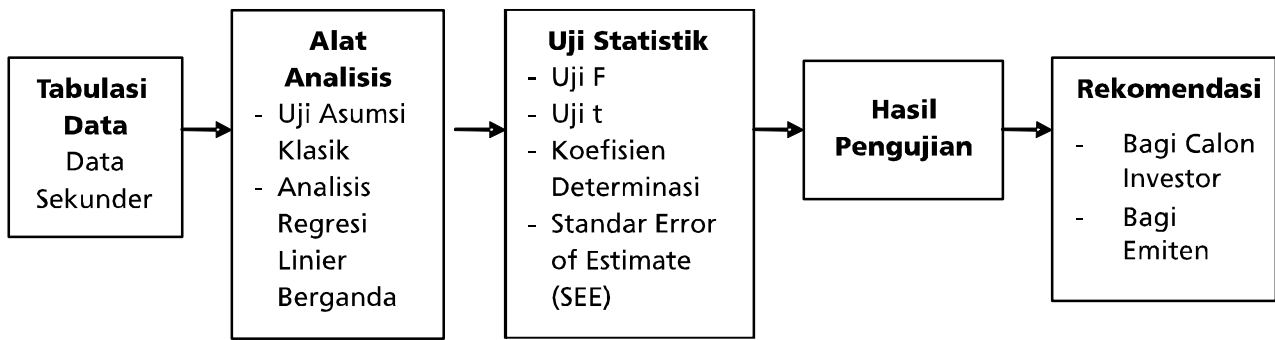 Tabulasi
Data
Data
Sekunder
Alat
Analisis
- Uji Asumsi
Klasik
- Analisis
Regresi
Linier
Berganda
Uji Statistik
- Uji F
- Uji t
- Koefisien
Determinasi
- Standar Error
of Estimate
(SEE)
Hasil
Pengujian
Rekomendasi
- Bagi Calon
Investor
- Bagi
Emiten